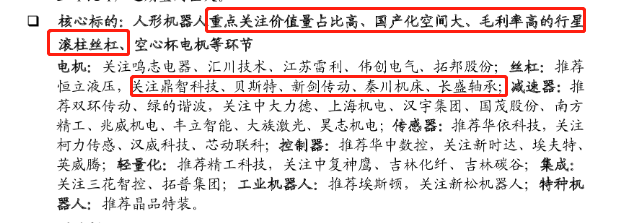 核心标的：人形机器人重点关注价值量占比高、国产化空间大、毛利率高的行星
滚柱丝杠、空心杯电机等环节
电机：关注鸣志电器、汇川技术、江苏雷利、伟创电气、拓邦股份；丝杠：推荐
恒立液压，关注鼎智科技、贝斯特、新剑传动、秦川机床、长盛轴承；减速器：推
荐双环传动、绿的谐波，关注中大力德、上海机电、汉宇集团、国茂股份、南方
精工、兆威机电、丰立智能、大族激光、昊志机电；传感器：推荐华依科技，关注
柯力传感、汉威科技、芯动联科；控制器：推荐华中数控，关注新时达、埃夫特、
英威腾；轻量化：推荐精工科技，关注中复神鹰、吉林化纤、吉林碳谷；集成：
关注三花智控、拓普集团；工业机器人：推荐埃斯顿，关注新松机器人；特种机
器人：推荐晶品特装。